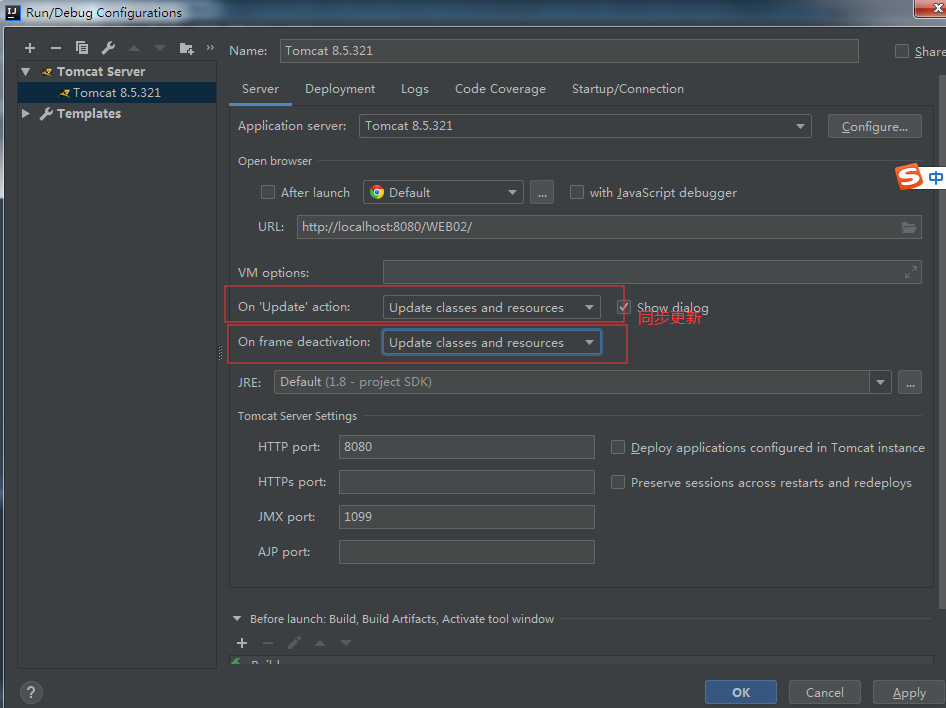 Run/Debug Configurations
Name: Tomcat 8.5.321 Share
Tomcat Server
Tomcat 8.5.321
Templates
Server Deployment Logs Code Coverage Startup/Connection
Application server: Tomcat 8.5.321 Configure...
Open browser
After launch Default ... with JavaScript debugger
中
URL: http://localhost:8080/WEB02/
VM options:
On 'Update' action: Update classes and resources Show dialog
同步更新
On frame deactivation: Update classes and resources
JRE: Default (1.8 - project SDK) ...
Tomcat Server Settings
HTTP port: 8080 Deploy applications configured in Tomcat instance
HTTPs port: Preserve sessions across restarts and redeploys
JMX port: 1099
AJP port:
Before launch: Build, Build Artifacts, Activate tool window
OK Cancel Apply